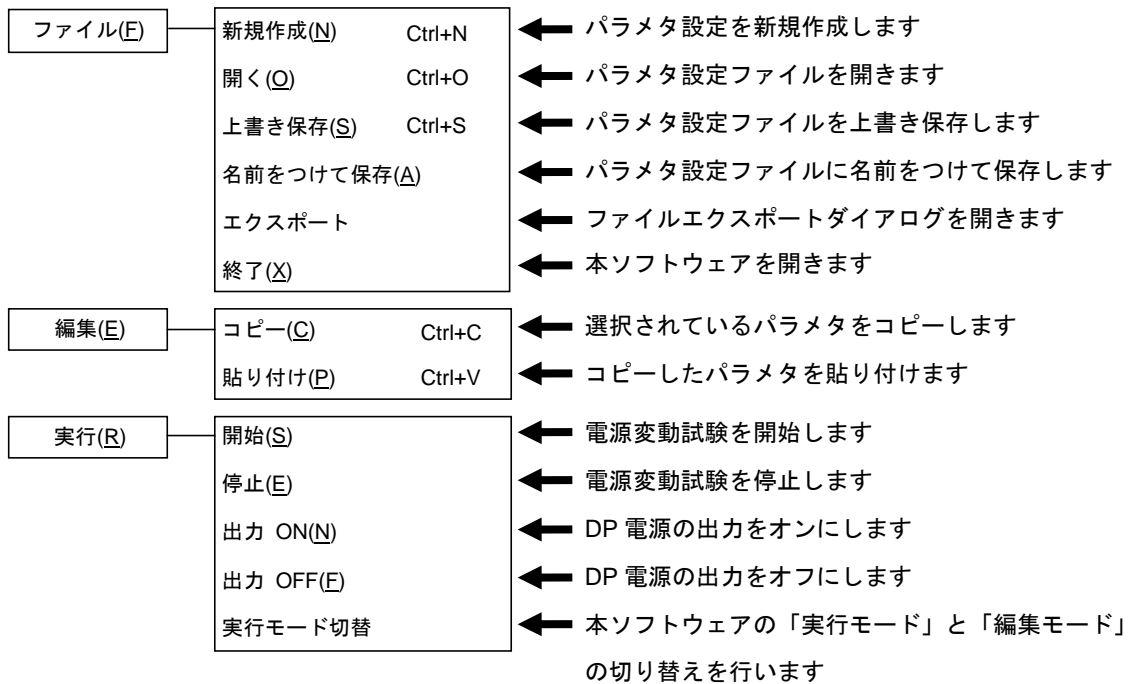 ファイル(F) 新規作成(N) Ctrl+N パラメタ設定を新規作成します
開く(O) Ctrl+O パラメタ設定ファイルを開きます
上書き保存(S) Ctrl+S パラメタ設定ファイルを上書き保存します
名前をつけて保存(A) パラメタ設定ファイルに名前をつけて保存します
エクスポート ファイルエクスポートダイアログを開きます
終了(X) 本ソフトウェアを開きます
編集(E) コピー(C) Ctrl+C 選択されているパラメタをコピーします
貼り付け(P) Ctrl+V コピーしたパラメタを貼り付けます
実行(R) 開始(S) 電源変動試験を開始します
停止(E) 電源変動試験を停止します
出力 ON(N) DP 電源の出力をオンにします
出力 OFF(F) DP 電源の出力をオフにします
実行モード切替 本ソフトウェアの「実行モード」と「編集モード」
の切り替えを行います